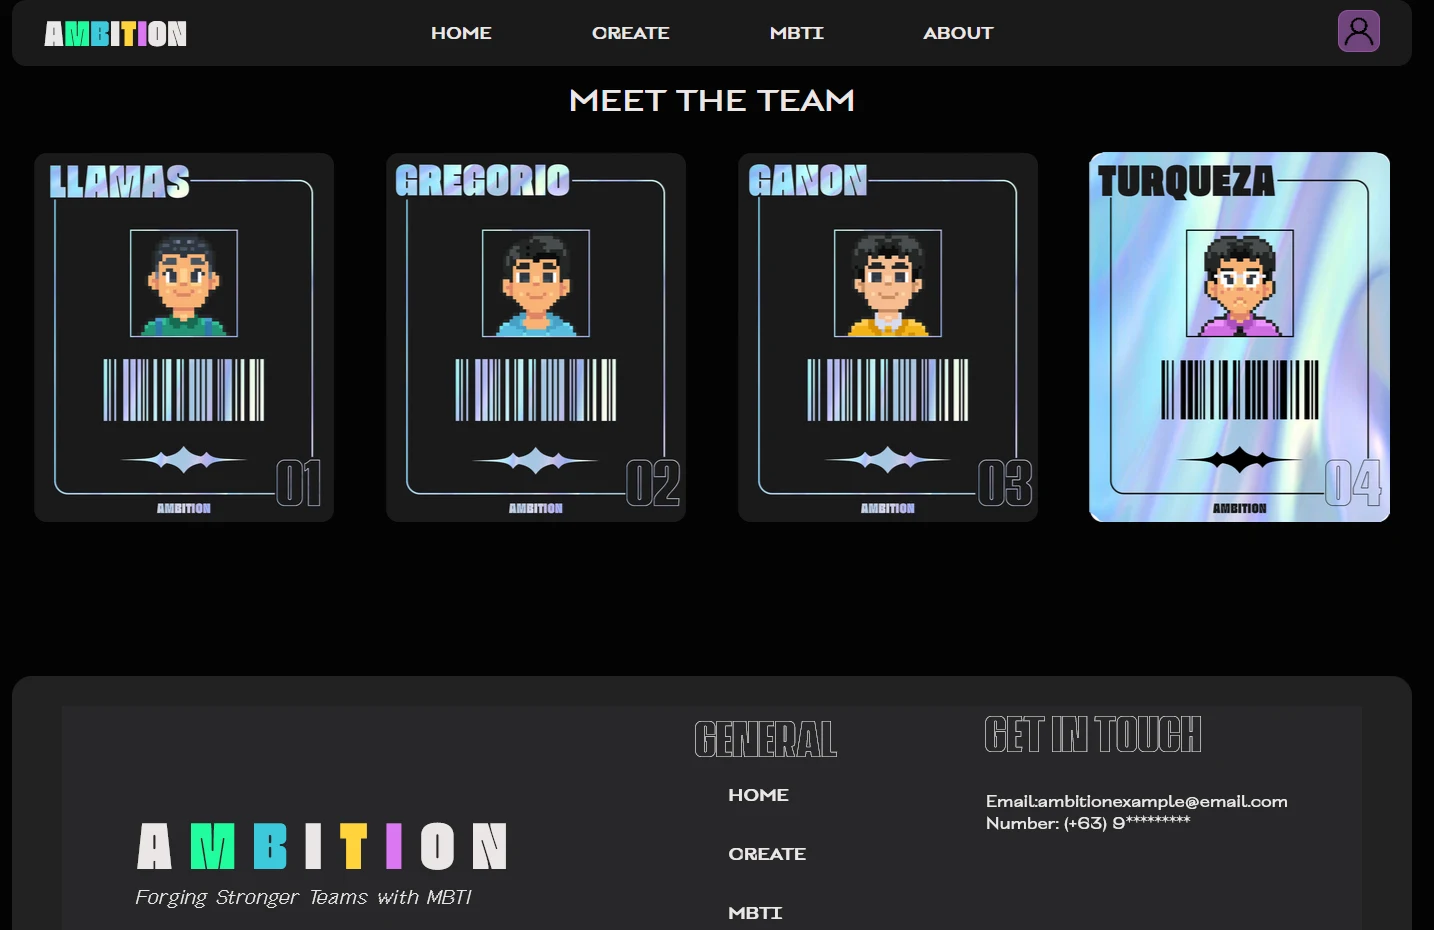 AMBITION
HOME
CREATE
MBTI
ABOUT
MEET THE TEAM
LLAMAS
01
AMBITION
GREGORIO
02
AMBITION
GANON
03
AMBITION
TURQUEZA
04
AMBITION
AMBITION
Forging Stronger Teams with MBTI
GENERAL
HOME
CREATE
MBTI
GET IN TOUCH
Email:ambitionexample@email.com
Number: (+63) 9*********